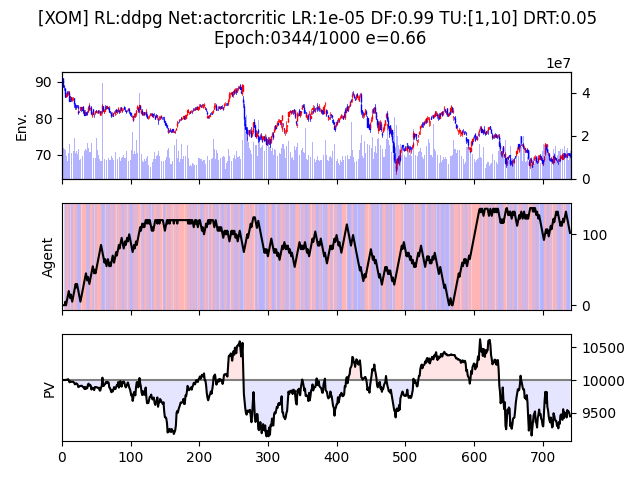 [XOM] RL:ddpg Net:actorcritic LR:1e-05 DF:0.99 TU:[1,10] DRT:0.05
Epoch:0344/1000 e=0.66
1e7
90
80
70
Env.
4
2
0
Agent
100
0
PV
10500
10000
9500
0 100 200 300 400 500 600 700